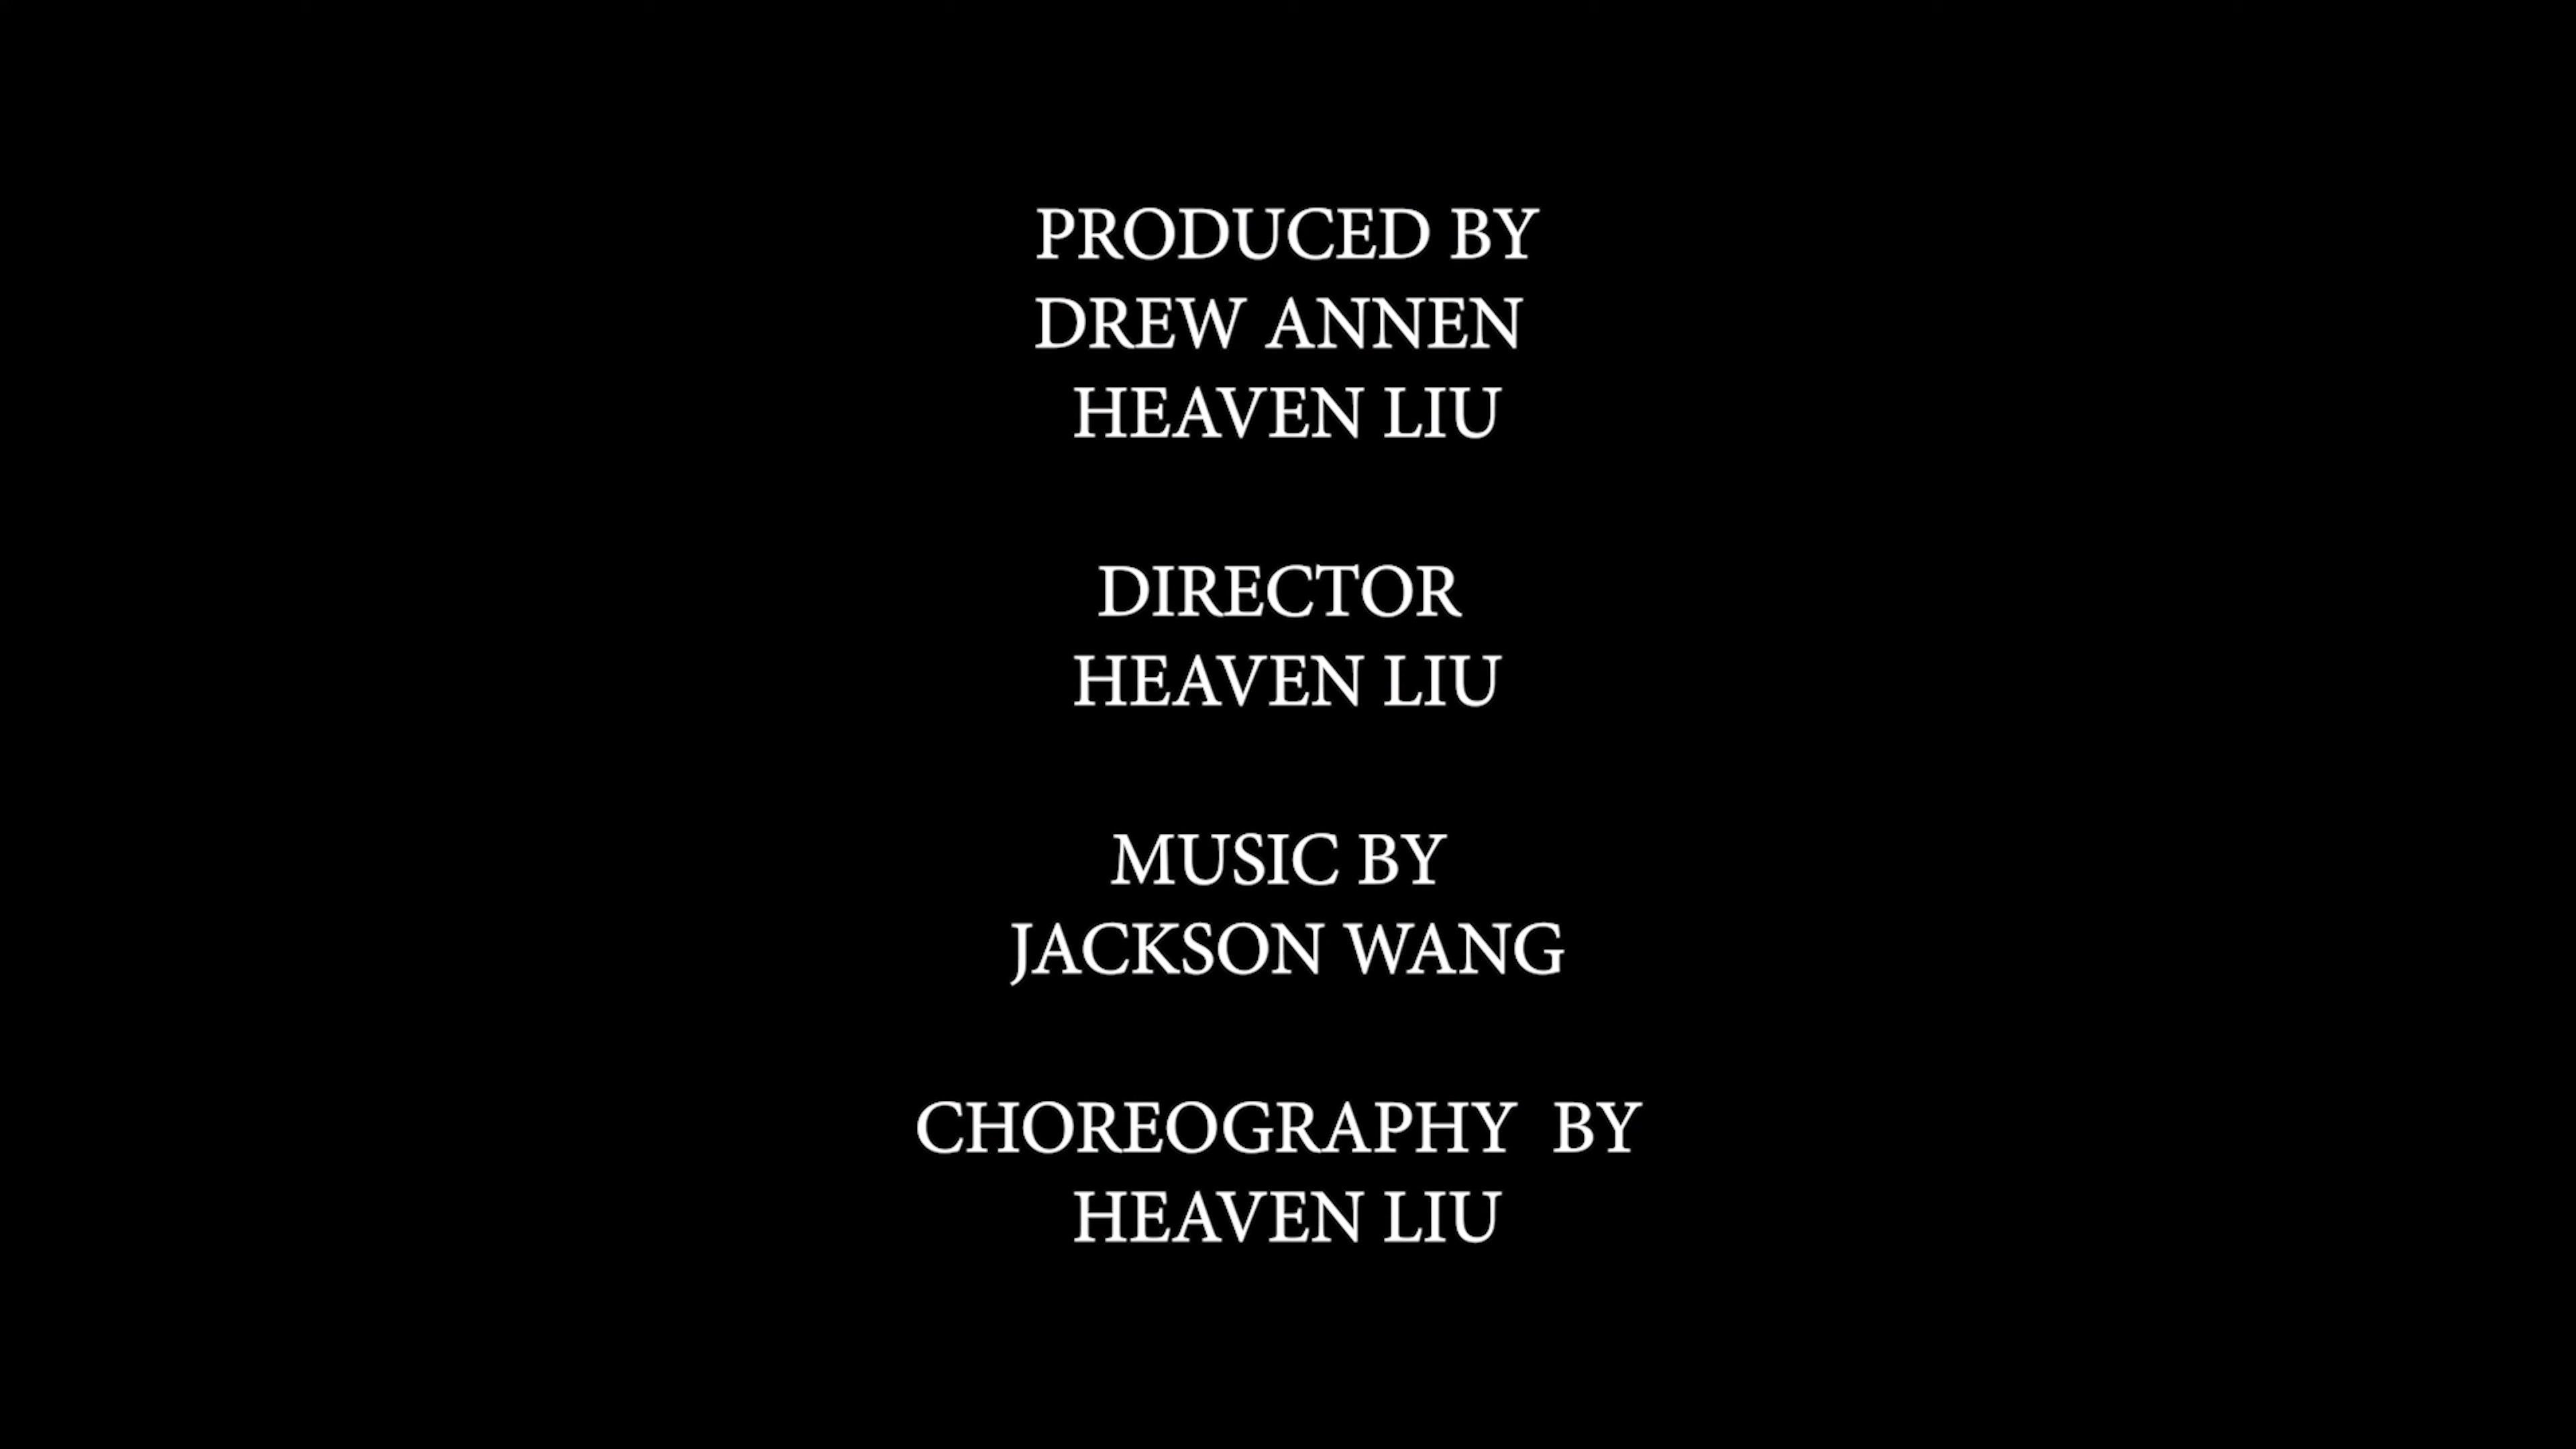 PRODUCED BY
DREW ANNEN
HEAVEN LIU
DIRECTOR
HEAVEN LIU
MUSIC BY
JACKSON WANG
CHOREOGRAPHY  BY
HEAVEN LIU